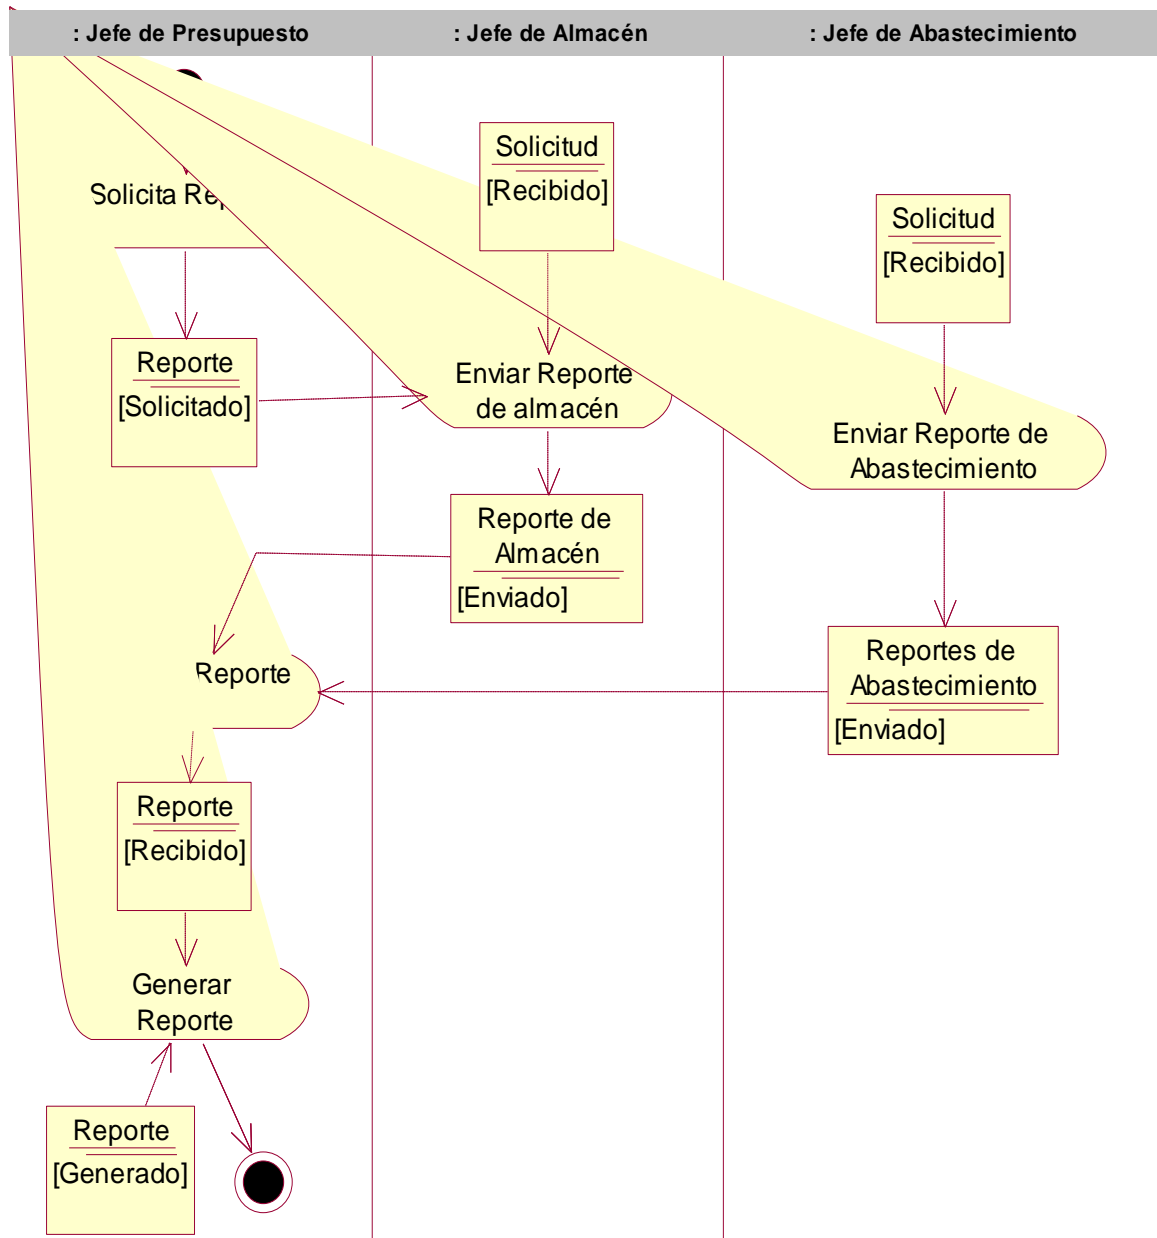 : Jefe de Presupuesto
: Jefe de Almacén
: Jefe de Abastecimiento
Solicitud
[Recibido]
Solicita
Solicitud
[Recibido]
Reporte
[Solicitado]
Enviar Reporte
de almacén
Enviar Reporte de
Abastecimiento
Reporte de
Almacén
[Enviado]
Reporte
Reportes de
Abastecimiento
[Enviado]
Reporte
[Recibido]
Generar
Reporte
Reporte
[Generado]